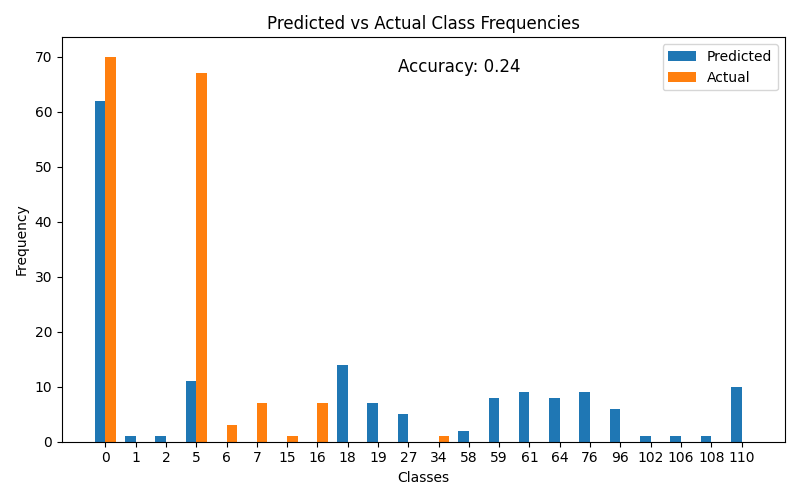 Predicted vs Actual Class Frequencies
Accuracy: 0.24
Predicted
Actual
Frequency
70
60
50
40
30
20
10
0
0 1 2 5 6 7 15 16 18 19 27 34 58 59 61 64 76 96 102 106 108 110
Classes